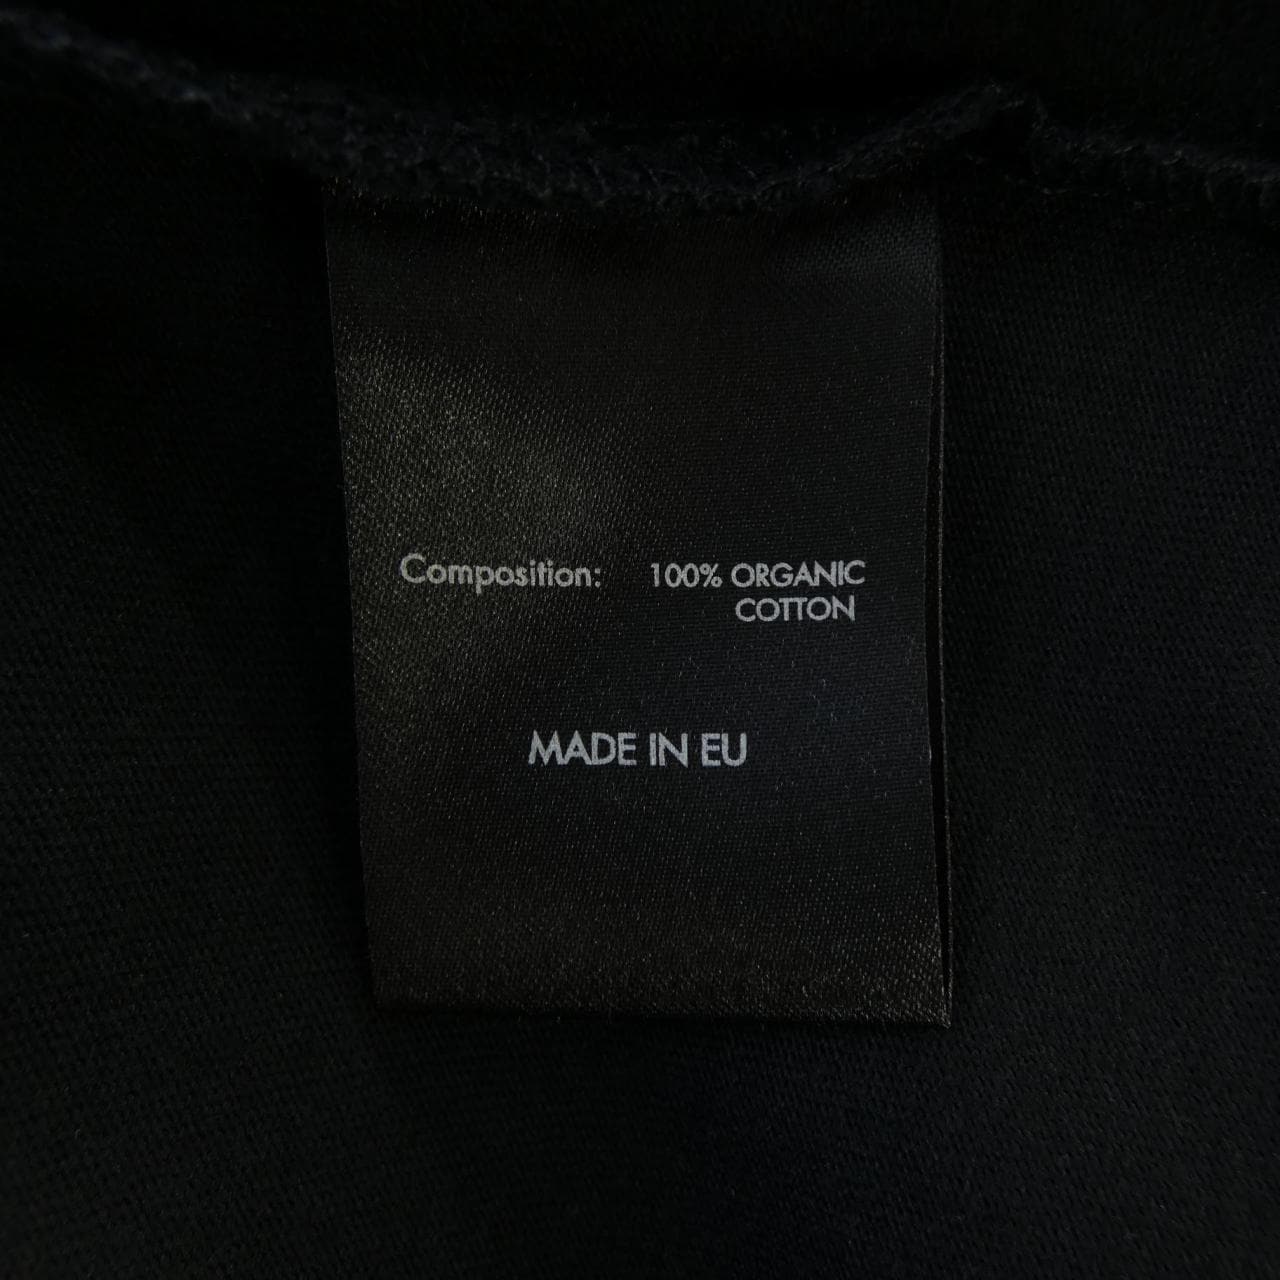 Composition: 100% ORGANIC
COTTON
MADE IN EU